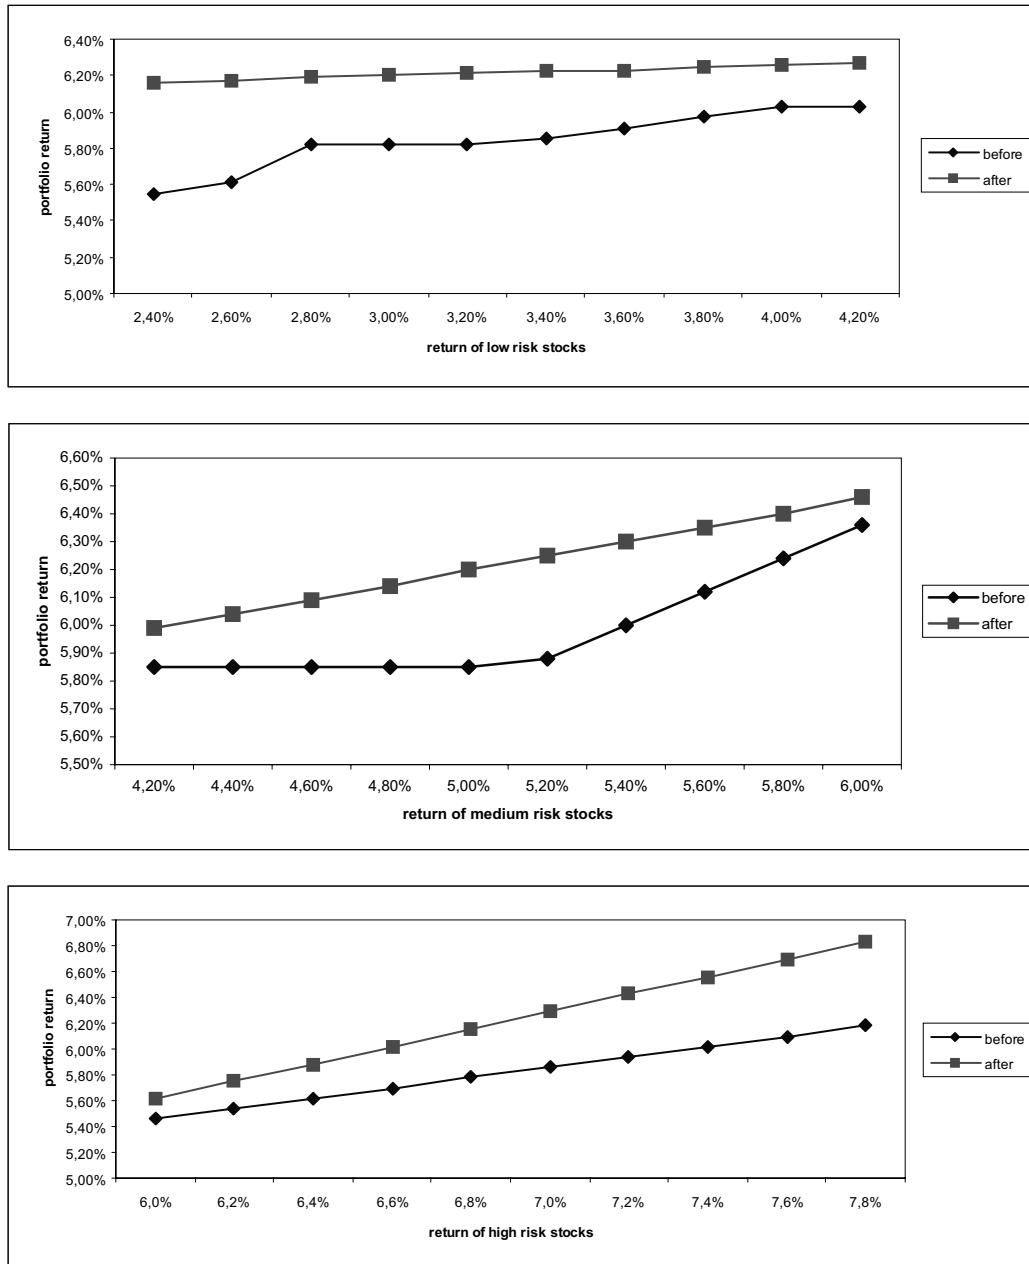 6,40%
6,20%
6,00%
5,80%
5,60%
5,40%
5,20%
5,00%
portfolio return
2,40% 2,60% 2,80% 3,00% 3,20% 3,40% 3,60% 3,80% 4,00% 4,20%
return of low risk stocks
before
after
6,60%
6,50%
6,40%
6,30%
6,20%
6,10%
6,00%
5,90%
5,80%
5,70%
5,60%
5,50%
portfolio return
4,20% 4,40% 4,60% 4,80% 5,00% 5,20% 5,40% 5,60% 5,80% 6,00%
return of medium risk stocks
before
after
7,00%
6,80%
6,60%
6,40%
6,20%
6,00%
5,80%
5,60%
5,40%
5,20%
5,00%
portfolio return
6,0% 6,2% 6,4% 6,6% 6,8% 7,0% 7,2% 7,4% 7,6% 7,8%
return of high risk stocks
before
after